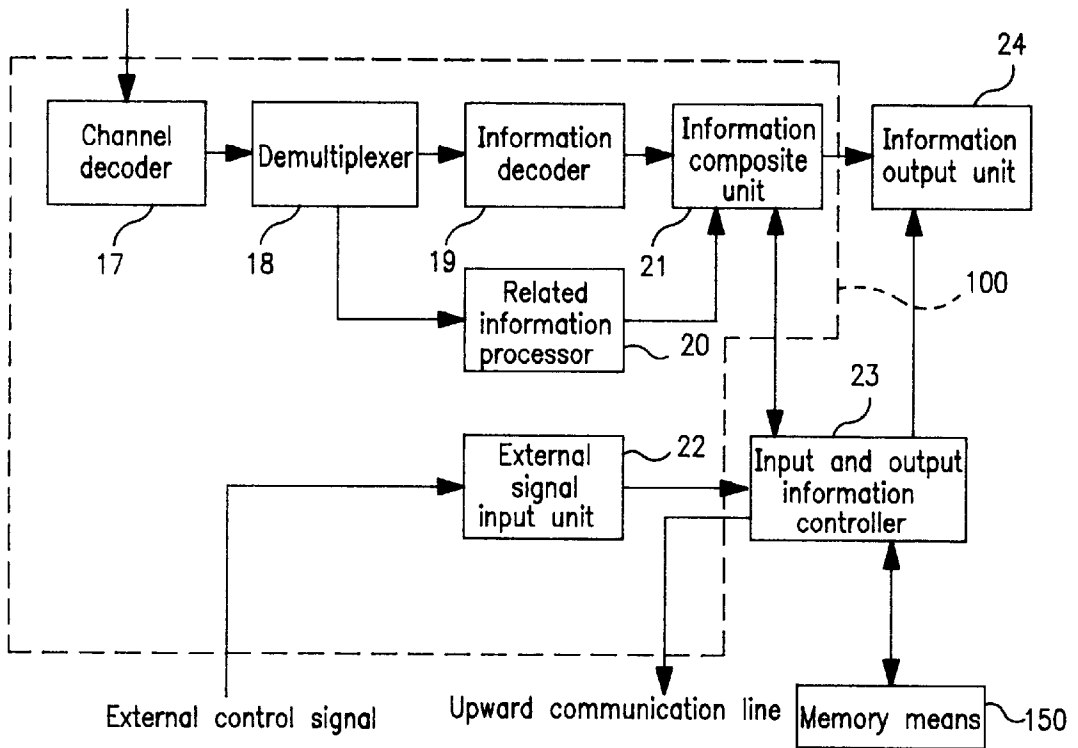 24
Channel
decoder
Demultiplexer
Information
decoder
Information
composite
unit
Information
output unit
17
18
19
21
100
Related
information
processor
20
23
External
signal
input unit
22
Input and output
information
controller
External control signal
Upward communication line
Memory means
150